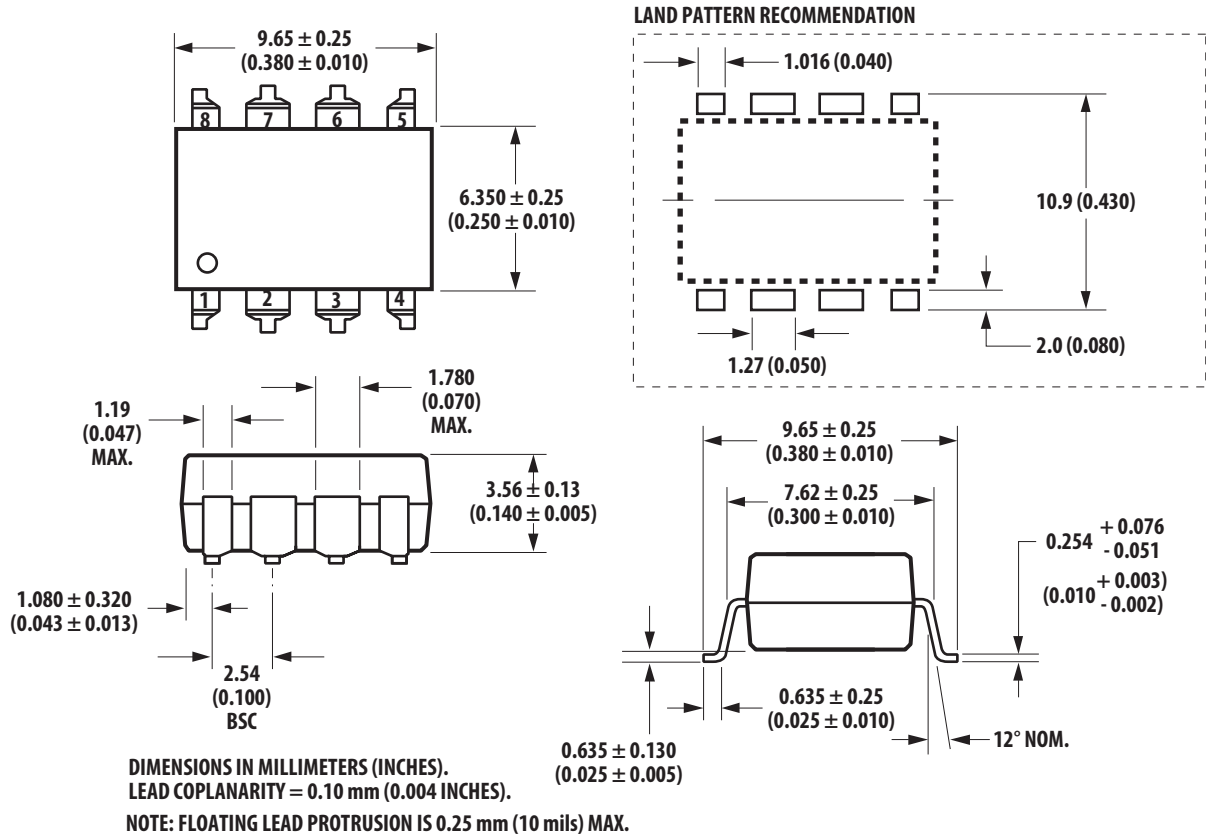 LAND PATTERN RECOMMENDATION
9.65 ± 0.25
(0.380 ± 0.010)
8
7
6
5
6.350 ± 0.25
(0.250 ± 0.010)
1
2
3
4
1.016 (0.040)
10.9 (0.430)
1.27 (0.050)
2.0 (0.080)
1.19
(0.047)
MAX.
1.780
(0.070)
MAX.
3.56 ± 0.13
(0.140 ± 0.005)
1.080 ± 0.320
(0.043 ± 0.013)
2.54
(0.100)
BSC
9.65 ± 0.25
(0.380 ± 0.010)
7.62 ± 0.25
(0.300 ± 0.010)
0.254 + 0.076
- 0.051
(0.010 + 0.003)
- 0.002)
0.635 ± 0.25
(0.025 ± 0.010)
12° NOM.
0.635 ± 0.130
(0.025 ± 0.005)
DIMENSIONS IN MILLIMETERS (INCHES).
LEAD COPLANARITY = 0.10 mm (0.004 INCHES).
NOTE: FLOATING LEAD PROTRUSION IS 0.25 mm (10 mils) MAX.